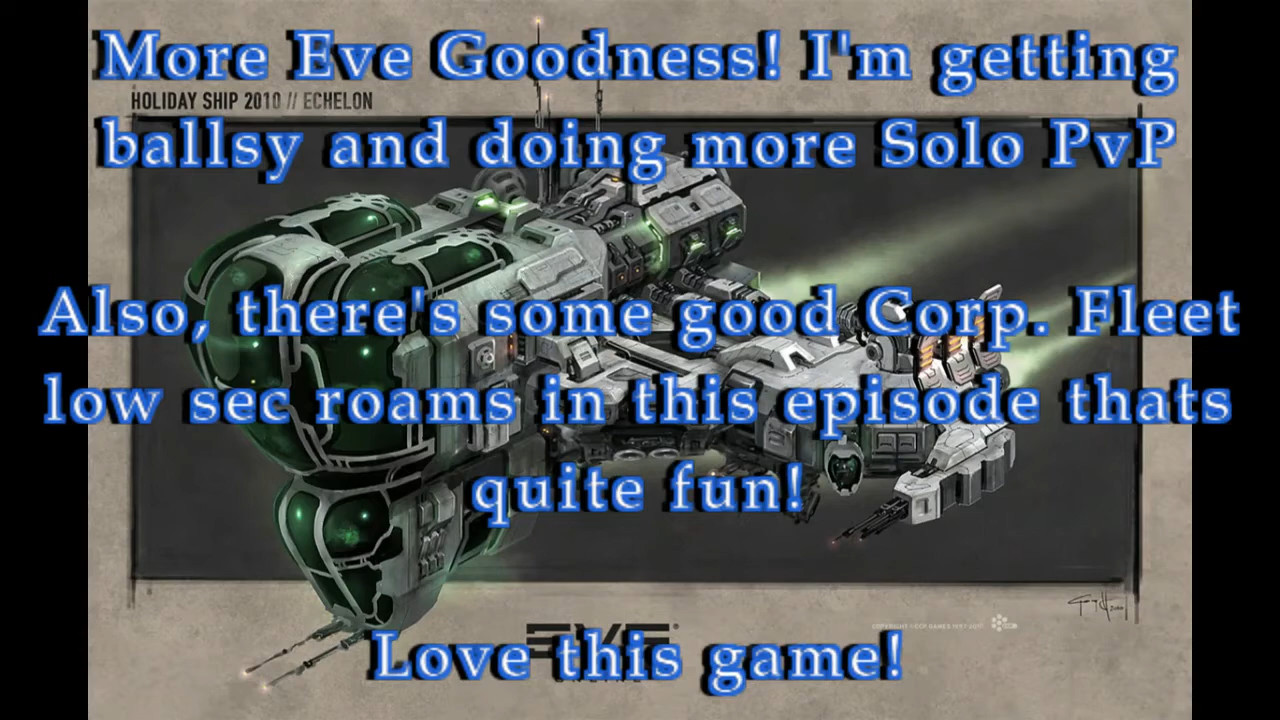 More Eve Goodness! I'm getting
HOLIDAY SHIP 2010 // ECHELON
ballsy and doing more Solo PvP
Also, there's some good Corp. Fleet
low sec roams in this episode thats
quite fun!
EVE
Love this game!